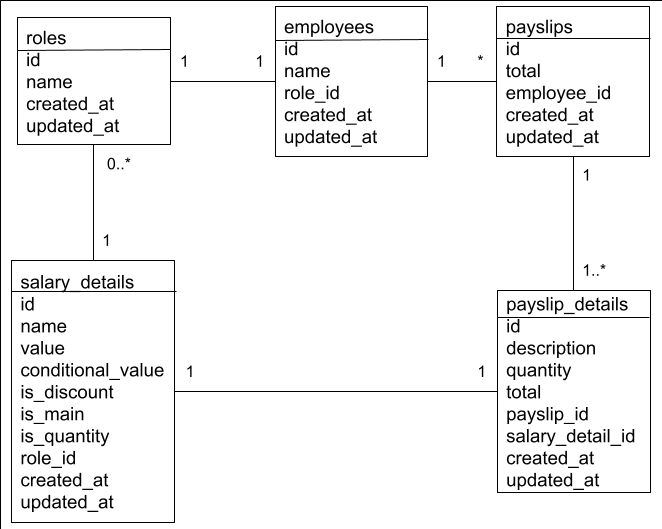 roles
id
name
created_at
updated_at
1
1
employees
id
name
role_id
created_at
updated_at
1
*
payslips
id
total
employee_id
created_at
updated_at
0..*
1
1
1..*
salary_details
id
name
value
conditional_value
is_discount
is_main
is_quantity
role_id
created_at
updated_at
1
1
payslip_details
id
description
quantity
total
payslip_id
salary_detail_id
created_at
updated_at